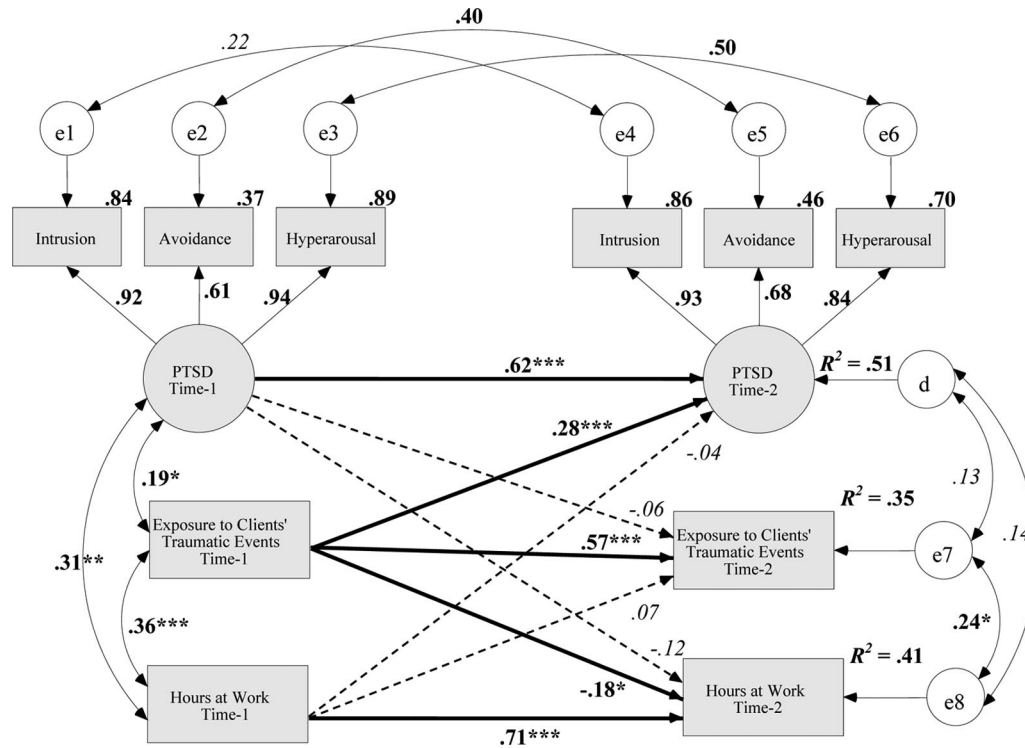 .40
.22
.50
e1
e2
e3
e4
e5
e6
.84
.37
.89
.86
.46
.70
Intrusion
Avoidance
Hyperarousal
Intrusion
Avoidance
Hyperarousal
.92
.61
.94
.93
.68
.84
PTSD
Time-1
.62***
PTSD
Time-2
R² = .51
d
.28***
-.04
.19*
-.06
.13
R² = .35
Exposure to Clients'
Traumatic Events
Time-1
.57***
Exposure to Clients'
Traumatic Events
Time-2
e7
.14
.31**
.07
.36***
-.12
.24*
R² = .41
Hours at Work
Time-1
-.18*
Hours at Work
Time-2
e8
.71***